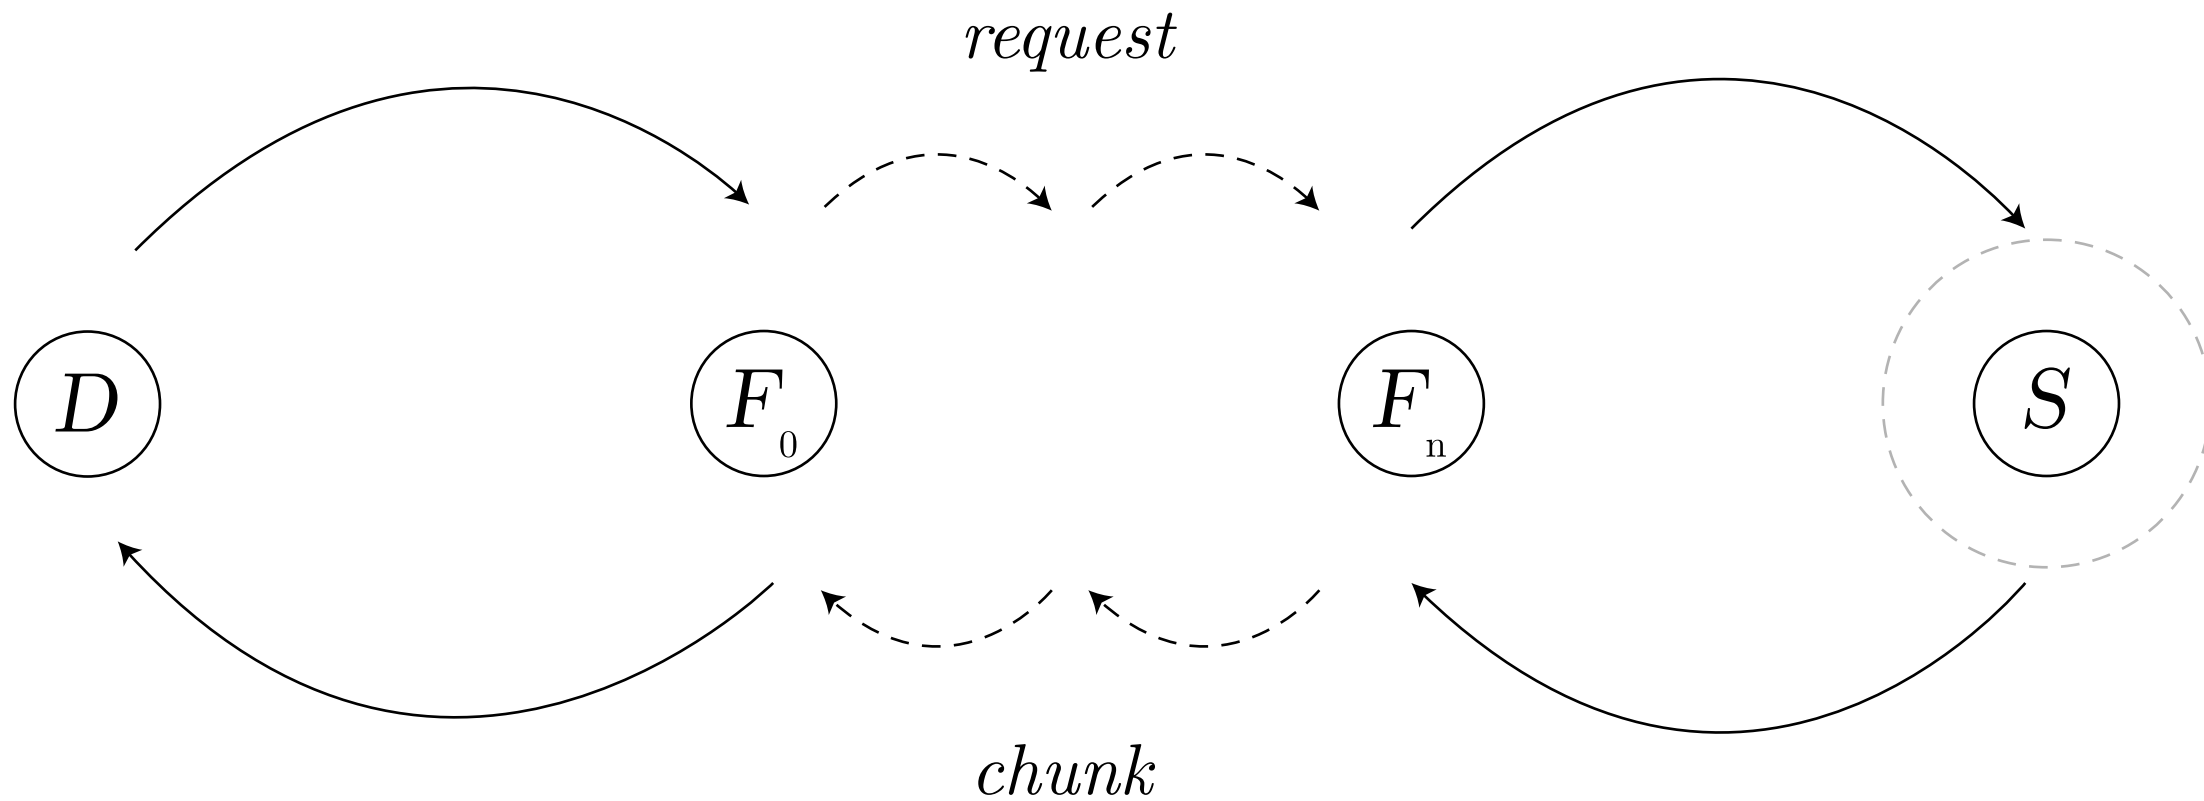 request
D
F₀
Fₙ
S
chunk